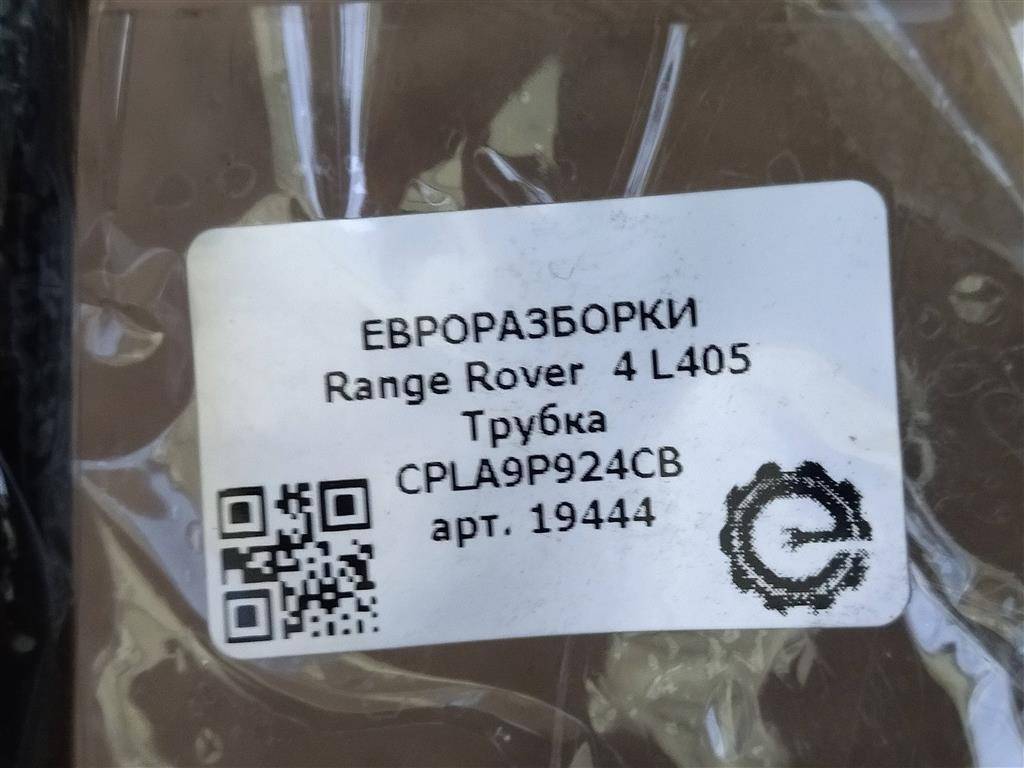 ЕВРОРАЗБОРКИ
Range Rover 4 L405
Трубка
CPLA9P924CB
арт. 19444